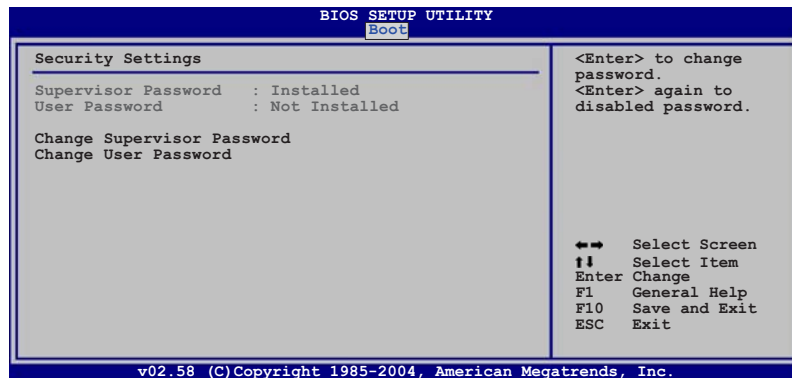 BIOS SETUP UTILITY
Boot
Security Settings
Supervisor Password : Installed
User Password : Not Installed
Change Supervisor Password
Change User Password
<Enter> to change
password.
<Enter> again to
disabled password.
←→ Select Screen
↑↓ Select Item
Enter Change
F1 General Help
F10 Save and Exit
ESC Exit
v02.58 (C)Copyright 1985-2004, American Megatrends, Inc.